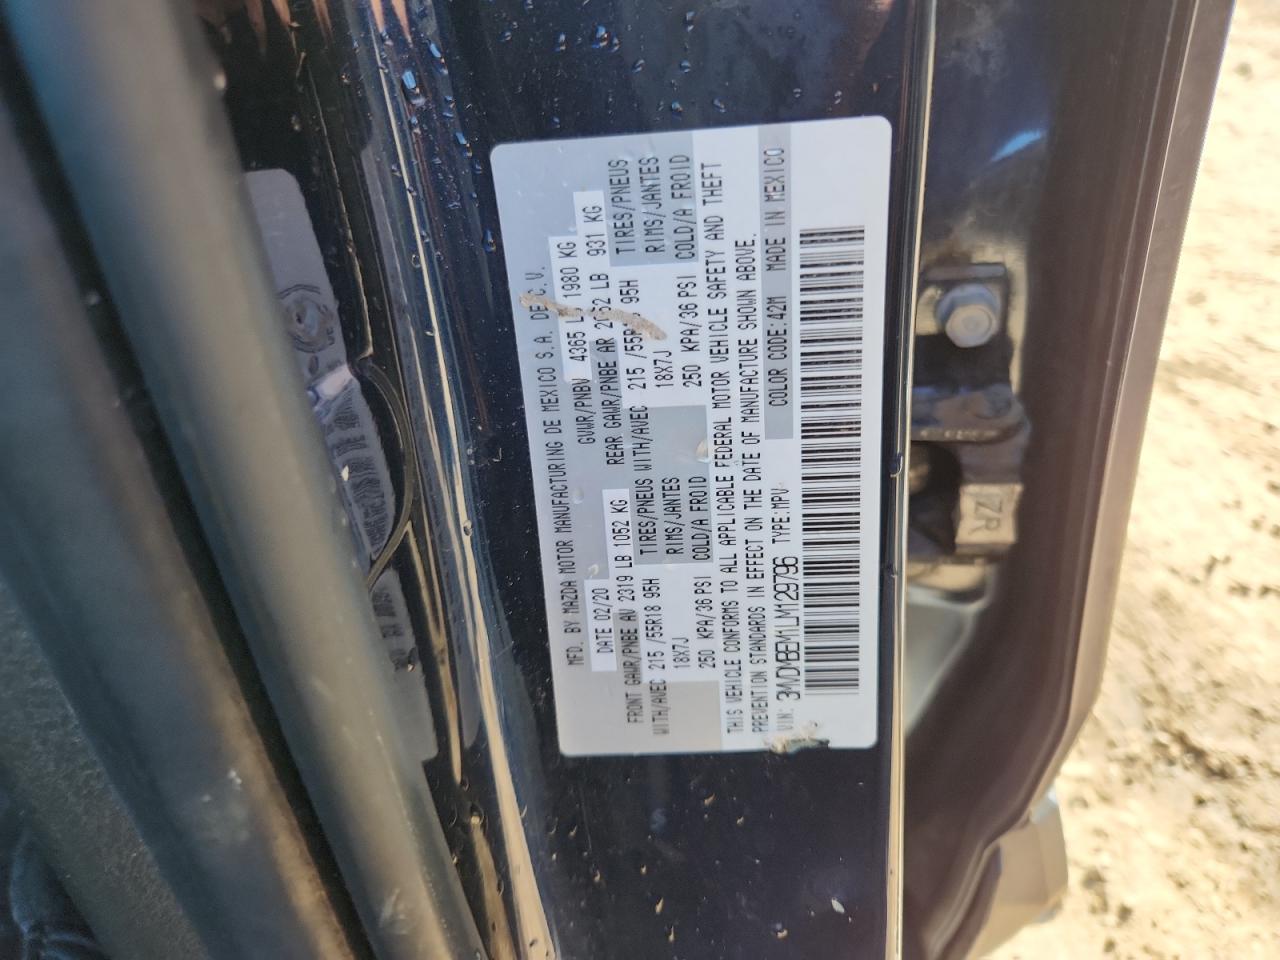 MFD. BY MAZDA MOTOR MANUFACTURING DE MEXICO S.A. DE C.V.
DATE 02/20 GVWR/PNBV 4365 LB 1980 KG
FRONT GAWR/PNBE AV 2319 LB 1052 KG REAR GAWR/PNBE AR 2052 LB 931 KG
WITH/AVEC 215 /55R18 95H TIRES/PNEUS WITH/AVEC 215 /55R18 95H TIRES/PNEUS
18X7J RIMS/JANTES 18X7J RIMS/JANTES
250 KPA/36 PSI COLD/A FROID 250 KPA/36 PSI COLD/A FROID
THIS VEHICLE CONFORMS TO ALL APPLICABLE FEDERAL MOTOR VEHICLE SAFETY AND THEFT
PREVENTION STANDARDS IN EFFECT ON THE DATE OF MANUFACTURE SHOWN ABOVE.
VIN: 3MVDMBEM1LM129796 TYPE:MPV COLOR CODE:42M MADE IN MEXICO
ZR